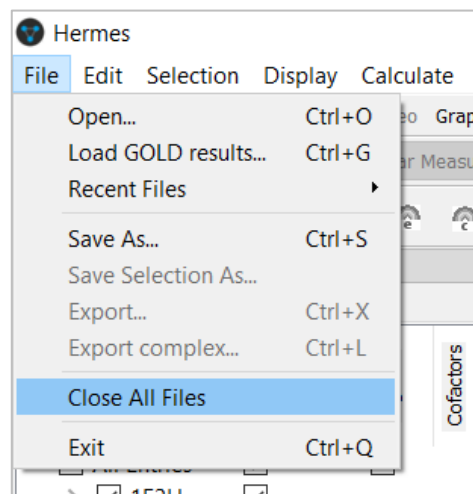 Hermes
File Edit Selection Display Calculate
Open... Ctrl+O
Load GOLD results... Ctrl+G
Recent Files
Save As... Ctrl+S
Save Selection As...
Export... Ctrl+X
Export complex... Ctrl+L
Close All Files
Exit Ctrl+Q
Cofactors